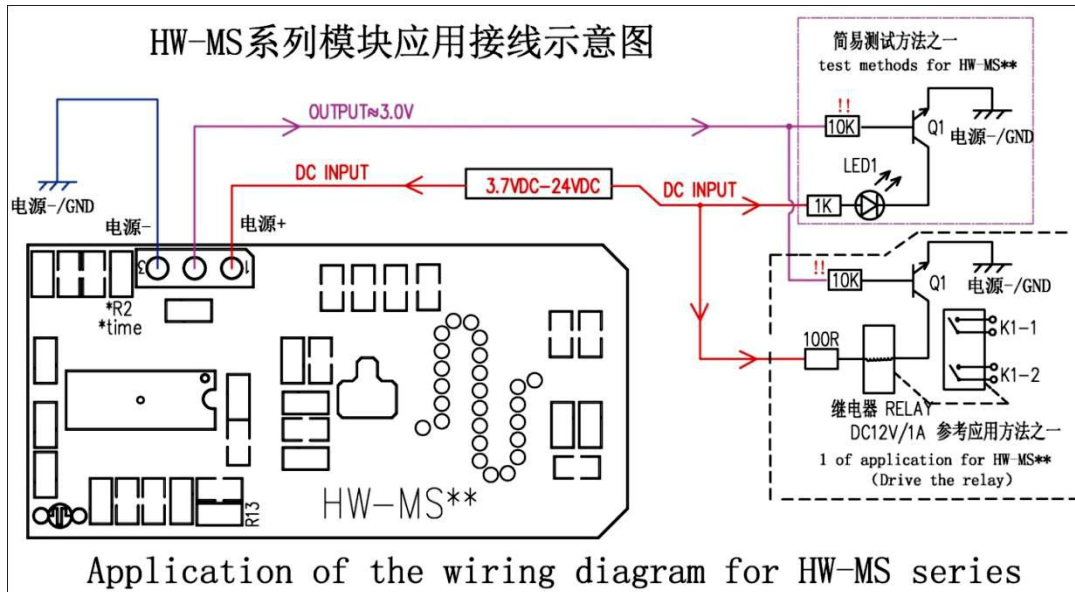 HW-MS系列模块应用接线示意图
简易测试方法之一
test methods for HW-MS**
OUTPUT≈3.0V
!!
10K
Q1
电源-/GND
LED1
DC INPUT
3.7VDC-24VDC
DC INPUT
1K
电源-/GND
电源-
电源+
3
1
*R2
*time
!!
10K
Q1
电源-/GND
100R
K1-1
K1-2
继电器 RELAY
DC12V/1A 参考应用方法之一
1 of application for HW-MS**
(Drive the relay)
HW-MS**
R13
Application of the wiring diagram for HW-MS series